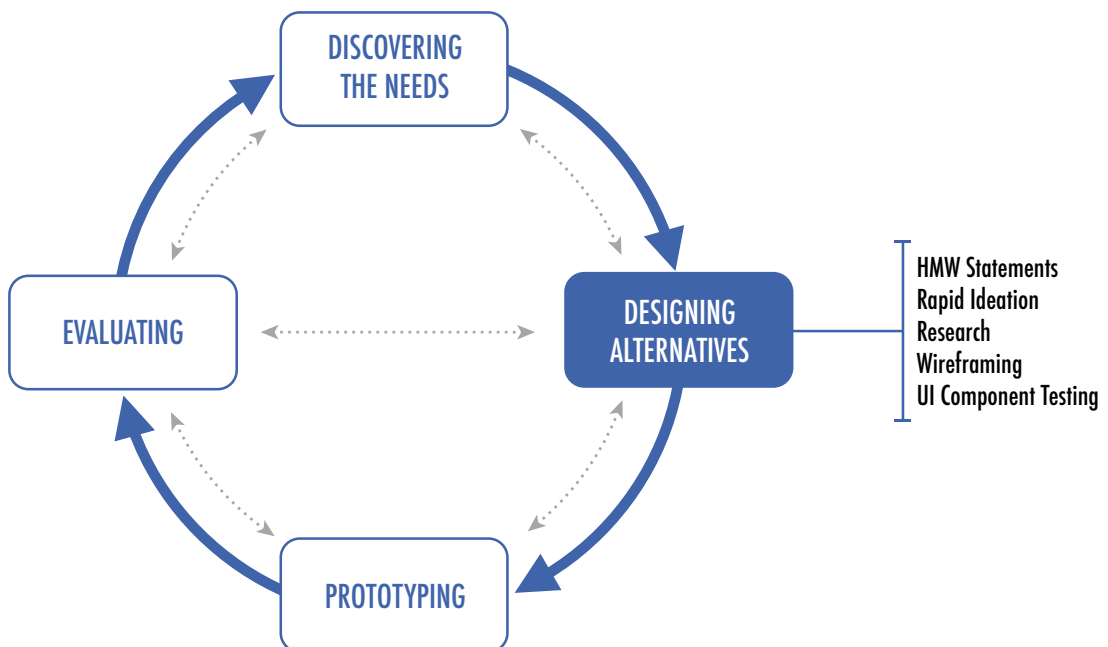 DISCOVERING
THE NEEDS
EVALUATING
DESIGNING
ALTERNATIVES
HMW Statements
Rapid Ideation
Research
Wireframing
UI Component Testing
PROTOTYPING